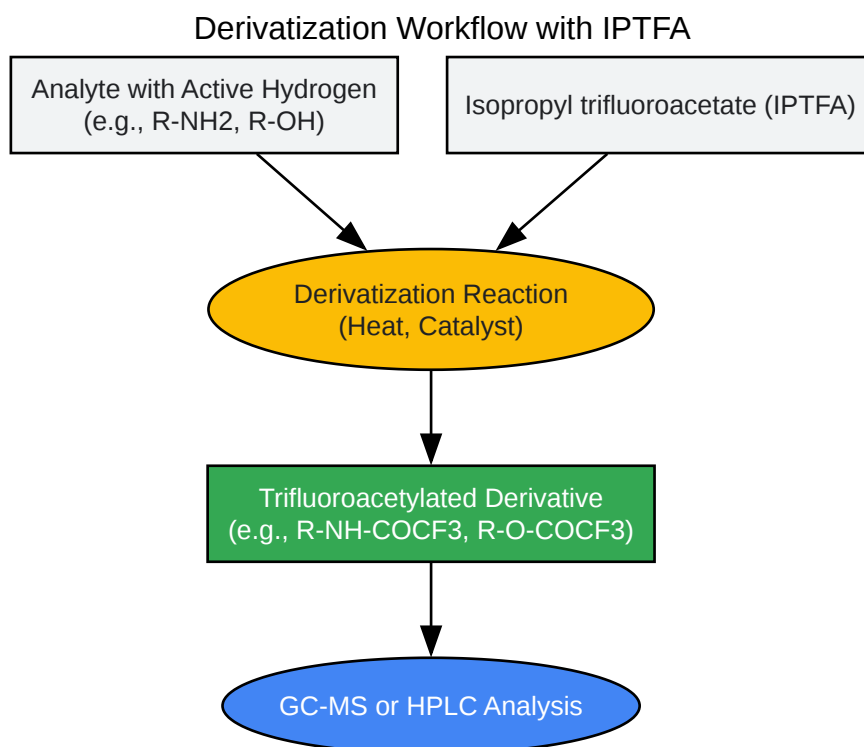 Derivatization Workflow with IPTFA
Analyte with Active Hydrogen
(e.g., R-NH2, R-OH)
Isopropyl trifluoroacetate (IPTFA)
Derivatization Reaction
(Heat, Catalyst)
Trifluoroacetylated Derivative
(e.g., R-NH-COCF3, R-O-COCF3)
GC-MS or HPLC Analysis